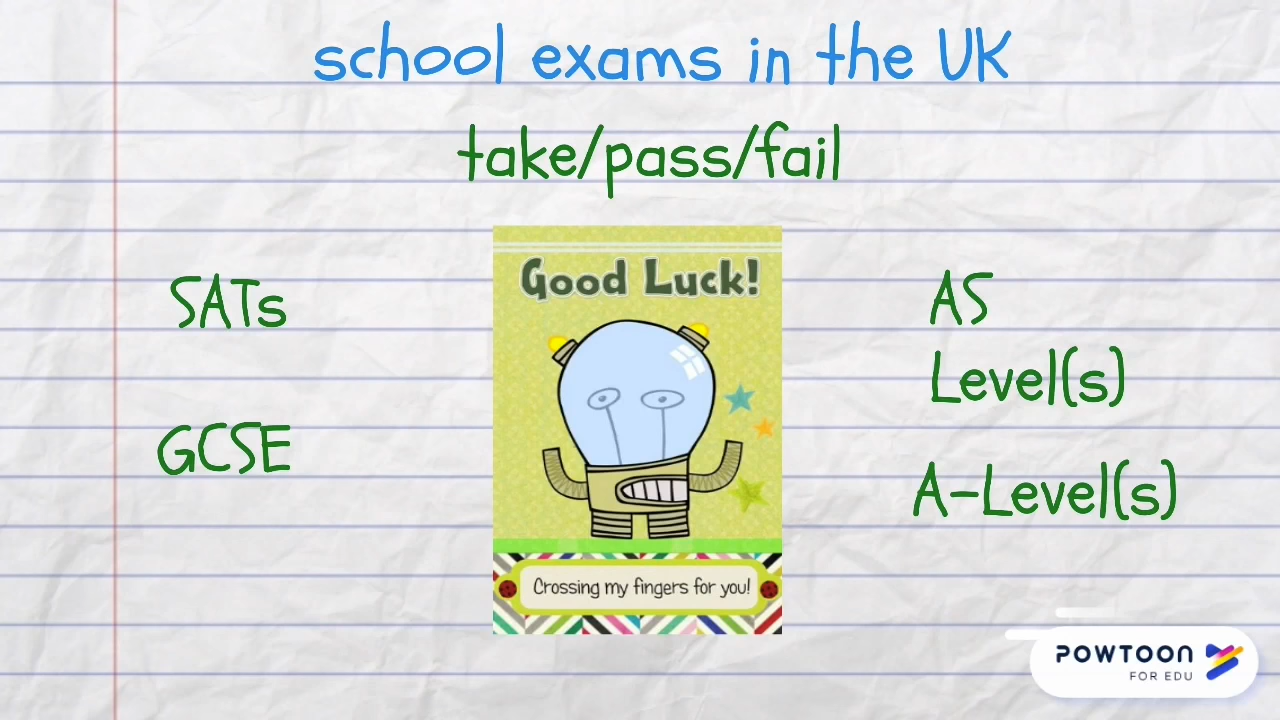 school exams in the UK
take/pass/fail
SATs
GCSE
Good Luck!
Crossing my fingers for you!
AS
Level(s)
A-Level(s)
POWTOON
FOR EDU